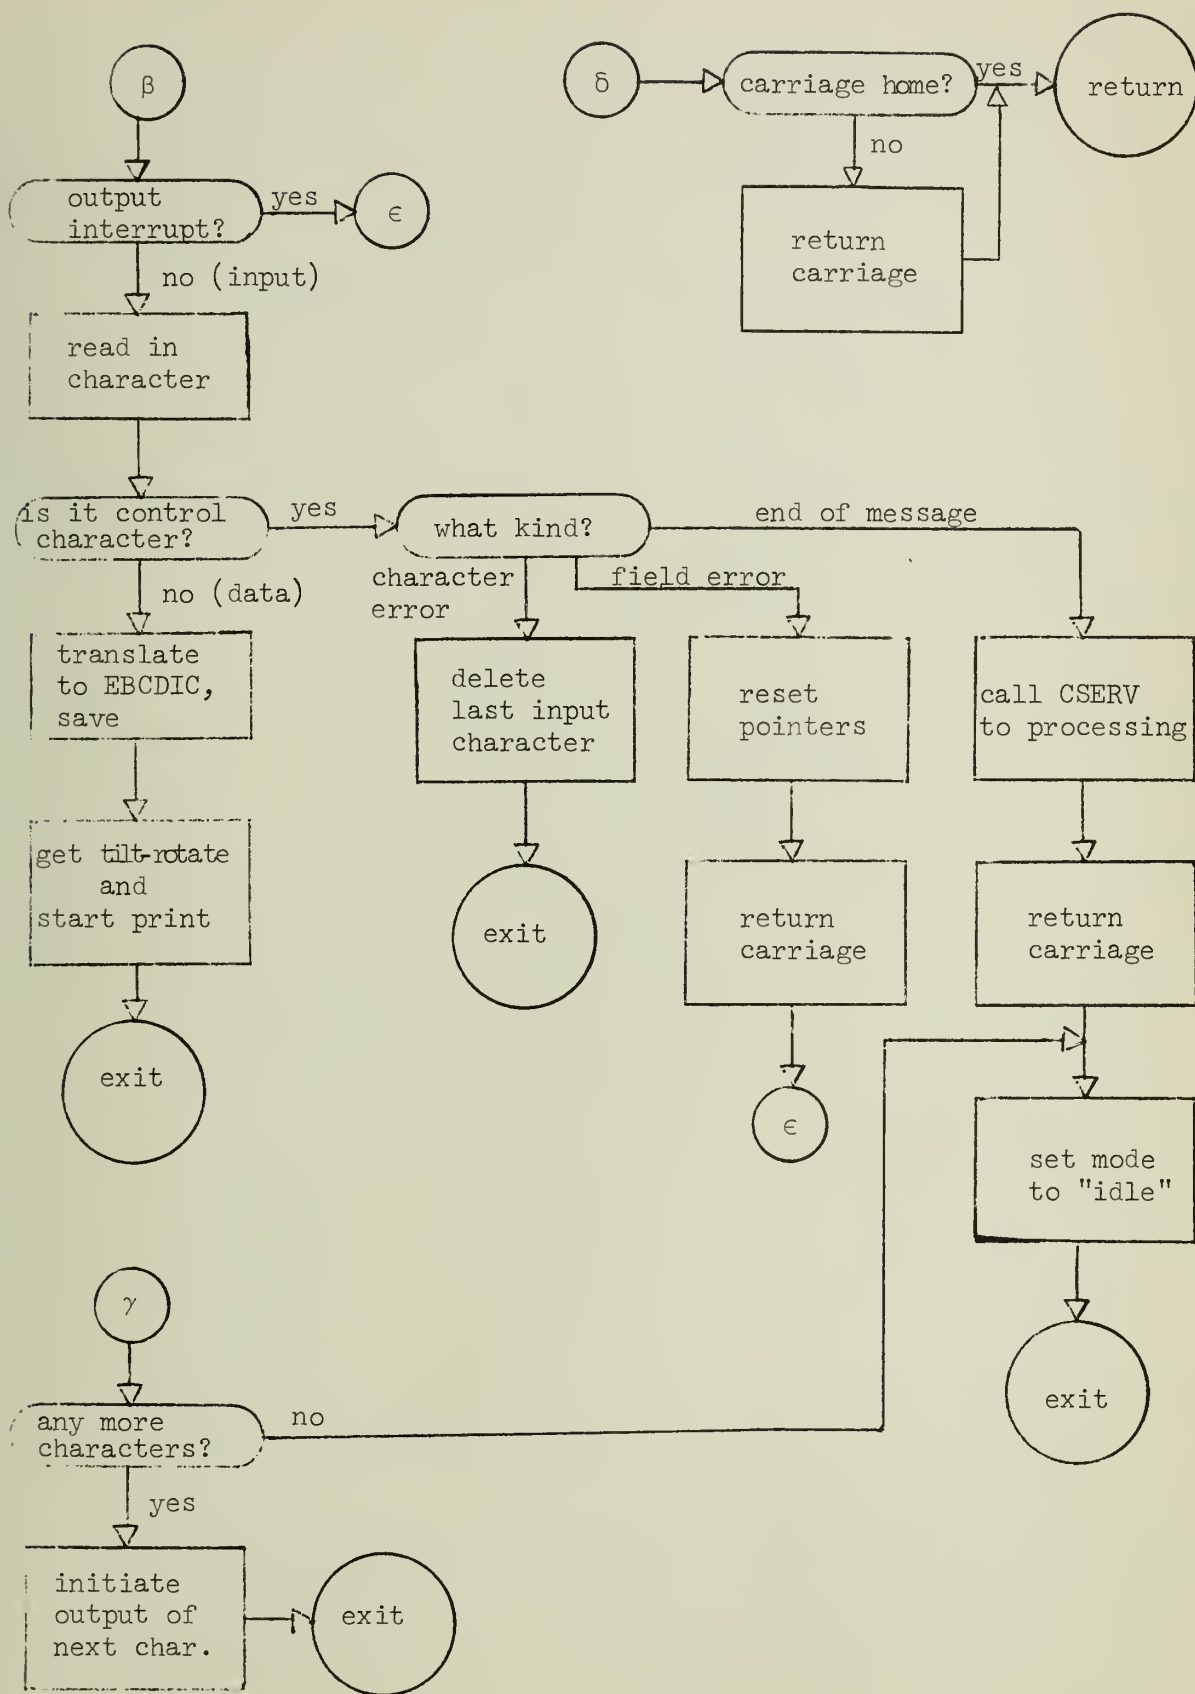 β
output
interrupt?
yes
ϵ
no (input)
read in
character
is it control
character?
yes
no (data)
translate
to EBCDIC,
save
get tilt-rotate
and
start print
exit
what kind?
character
error
field error
end of message
delete
last input
character
exit
reset
pointers
return
carriage
ϵ
call CSERV
to processing
return
carriage
set mode
to "idle"
exit
δ
carriage home?
yes
return
no
return
carriage
γ
any more
characters?
no
yes
initiate
output of
next char.
exit